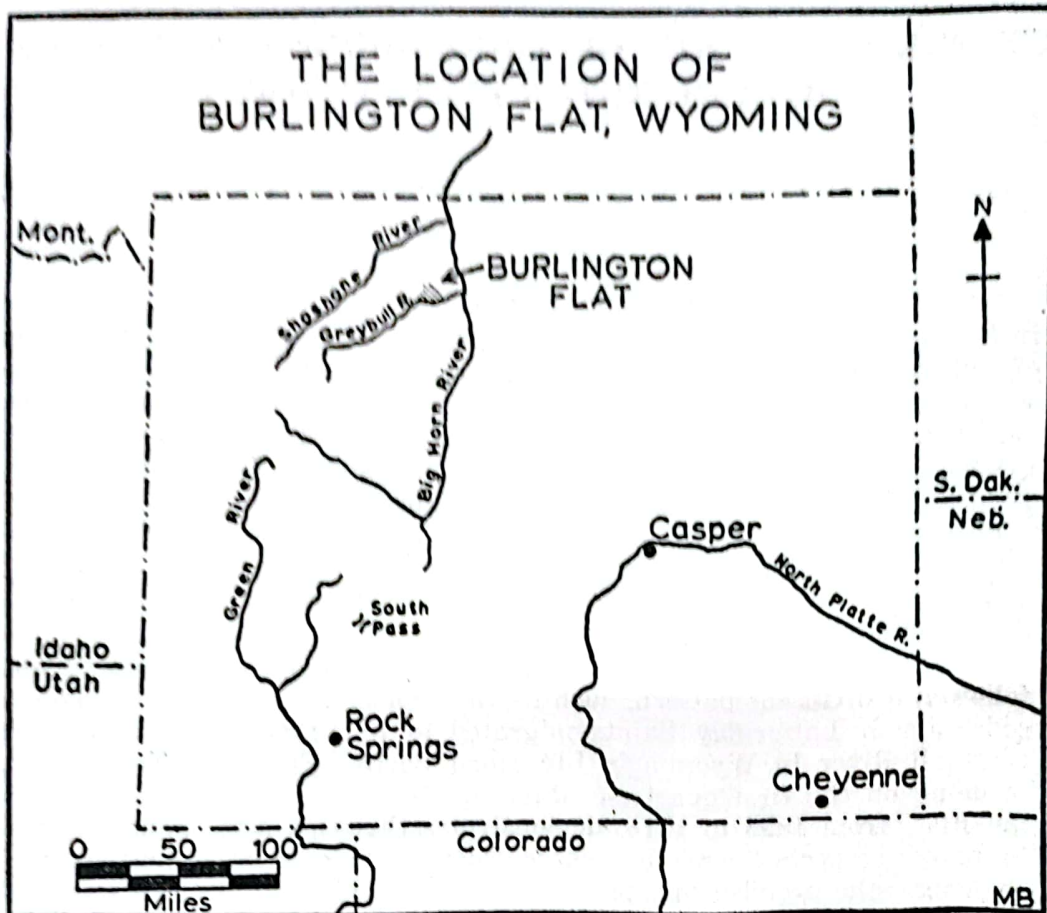 THE LOCATION OF
BURLINGTON FLAT, WYOMING
Mont.
N
Shoshone River
BURLINGTON
FLAT
Greybull R.
Big Horn River
S. Dak.
Neb.
Green River
Casper
North Platte R.
South
Pass
Idaho
Utah
Rock
Springs
Cheyenne
Colorado
0 50 100
Miles
MB